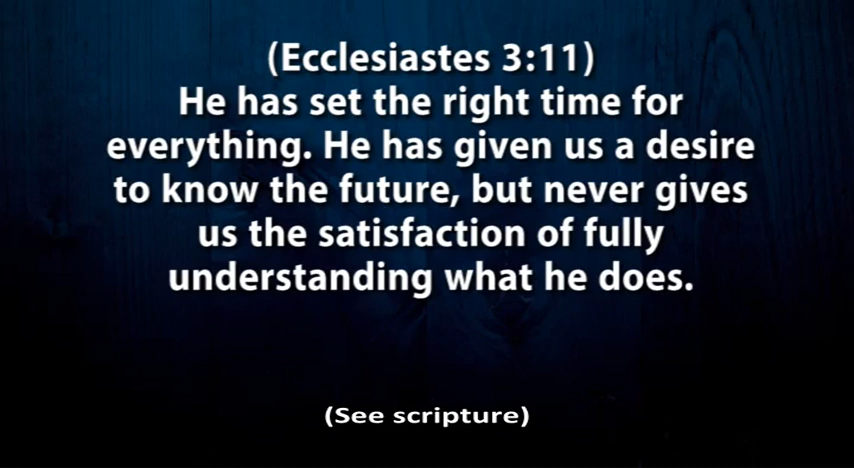 (Ecclesiastes 3:11)
He has set the right time for
everything. He has given us a desire
to know the future, but never gives
us the satisfaction of fully
understanding what he does.
(See scripture)